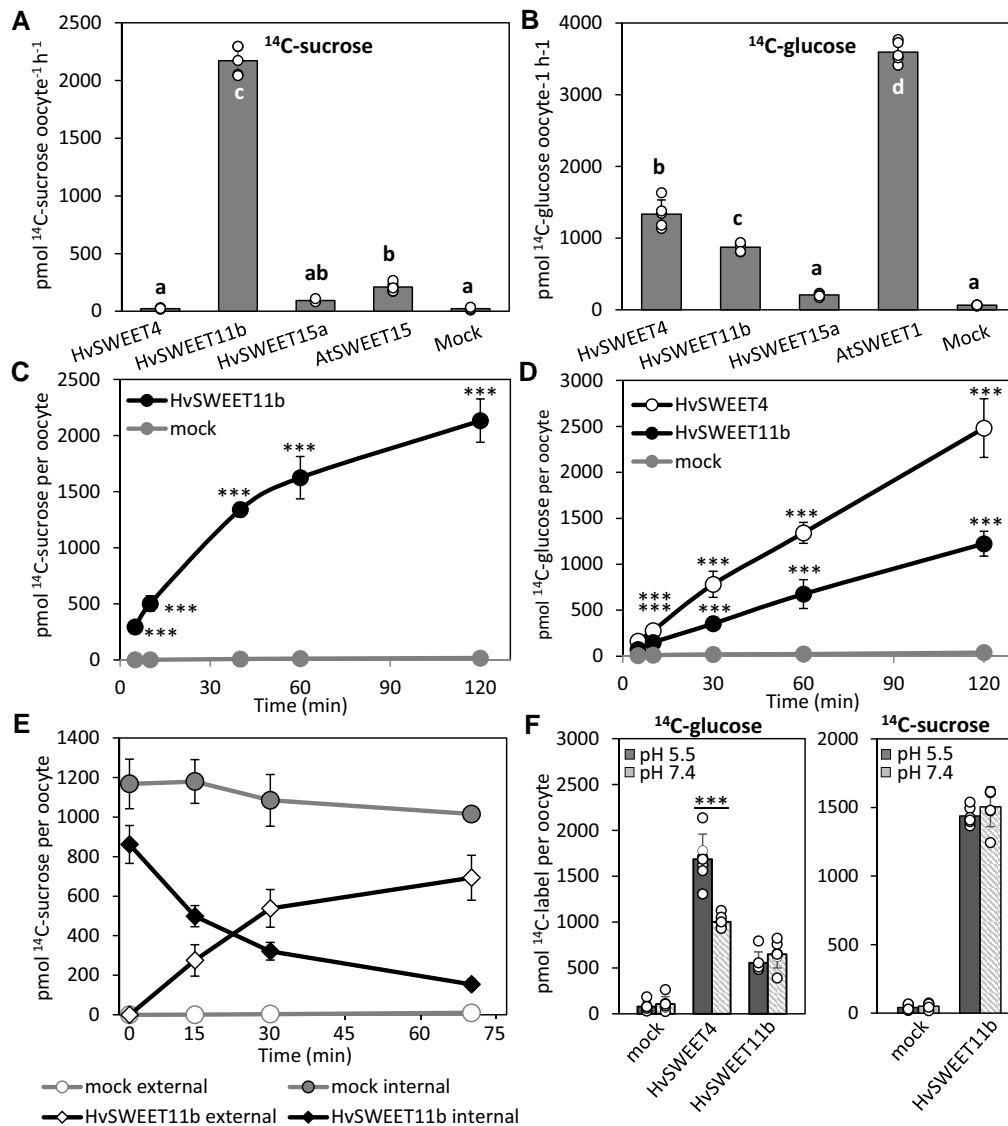 A
2500
2000
1500
1000
500
0
pmol ¹⁴C-sucrose oocyte⁻¹ h⁻¹
¹⁴C-sucrose
a
c
ab
b
a
HvSWEET4
HvSWEET11b
HvSWEET15a
AtSWEET15
Mock
B
4000
3000
2000
1000
0
pmol ¹⁴C-glucose oocyte-1 h-1
¹⁴C-glucose
b
c
a
d
a
HvSWEET4
HvSWEET11b
HvSWEET15a
AtSWEET1
Mock
C
2500
2000
1500
1000
500
0
pmol ¹⁴C-sucrose per oocyte
HvSWEET11b
mock
***
***
***
***
***
0
30
60
90
120
Time (min)
D
3000
2500
2000
1500
1000
500
0
pmol ¹⁴C-glucose per oocyte
HvSWEET4
HvSWEET11b
mock
***
***
***
***
***
***
***
***
0
30
60
90
120
Time (min)
E
1400
1200
1000
800
600
400
200
0
pmol ¹⁴C-sucrose per oocyte
0
15
30
45
60
75
Time (min)
mock external
mock internal
HvSWEET11b external
HvSWEET11b internal
F
¹⁴C-glucose
3000
2500
2000
1500
1000
500
0
pmol ¹⁴C-label per oocyte
pH 5.5
pH 7.4
***
mock
HvSWEET4
HvSWEET11b
¹⁴C-sucrose
2000
1500
1000
500
0
pH 5.5
pH 7.4
mock
HvSWEET11b